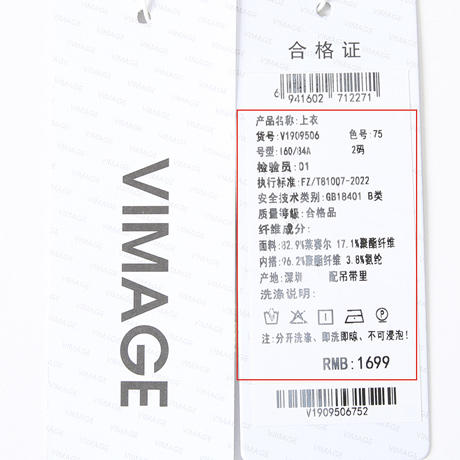 VIMAGE
合格证
6 941602 712271
产品名称:上衣
货号:V1909506 色号:75
号型:160/84A 2码
检验员:01
执行标准:FZ/T81007-2022
安全技术类别:GB18401 B类
质量等级:合格品
纤维成分:
面料:82.9%莱赛尔 17.1%聚酯纤维
内搭:96.2%聚酯纤维 3.8%氨纶
产地:深圳 配吊带里
洗涤说明:
注:分开洗涤、即洗即晾、不可浸泡!
RMB:1699
V1909506752